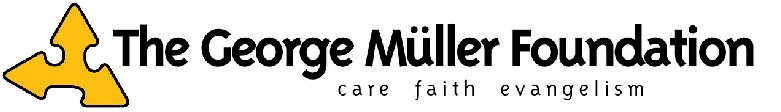 The George Müller Foundation
care faith evangelism